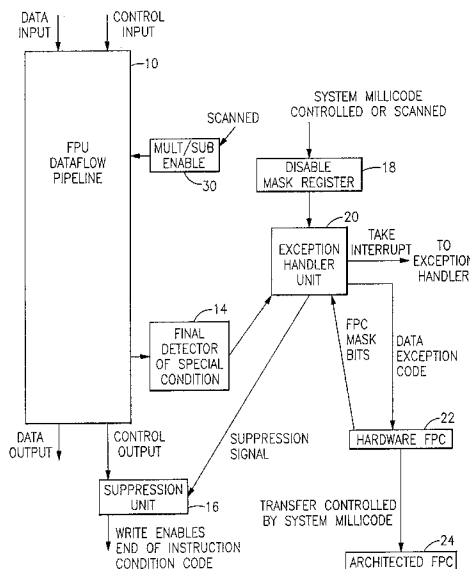 DATA
INPUT
CONTROL
INPUT
10
FPU
DATAFLOW
PIPELINE
SCANNED
MULT/SUB
ENABLE
30
SYSTEM MILLICODE
CONTROLLED OR SCANNED
DISABLE
MASK REGISTER
18
20
EXCEPTION
HANDLER
UNIT
TAKE
INTERRUPT
TO
EXCEPTION
HANDLER
14
FINAL
DETECTOR
OF SPECIAL
CONDITION
FPC
MASK
BITS
DATA
EXCEPTION
CODE
22
HARDWARE FPC
DATA
OUTPUT
CONTROL
OUTPUT
SUPPRESSION
SIGNAL
SUPPRESSION
UNIT
16
WRITE ENABLES
END OF INSTRUCTION
CONDITION CODE
TRANSFER CONTROLLED
BY SYSTEM MILLICODE
24
ARCHITECTED FPC